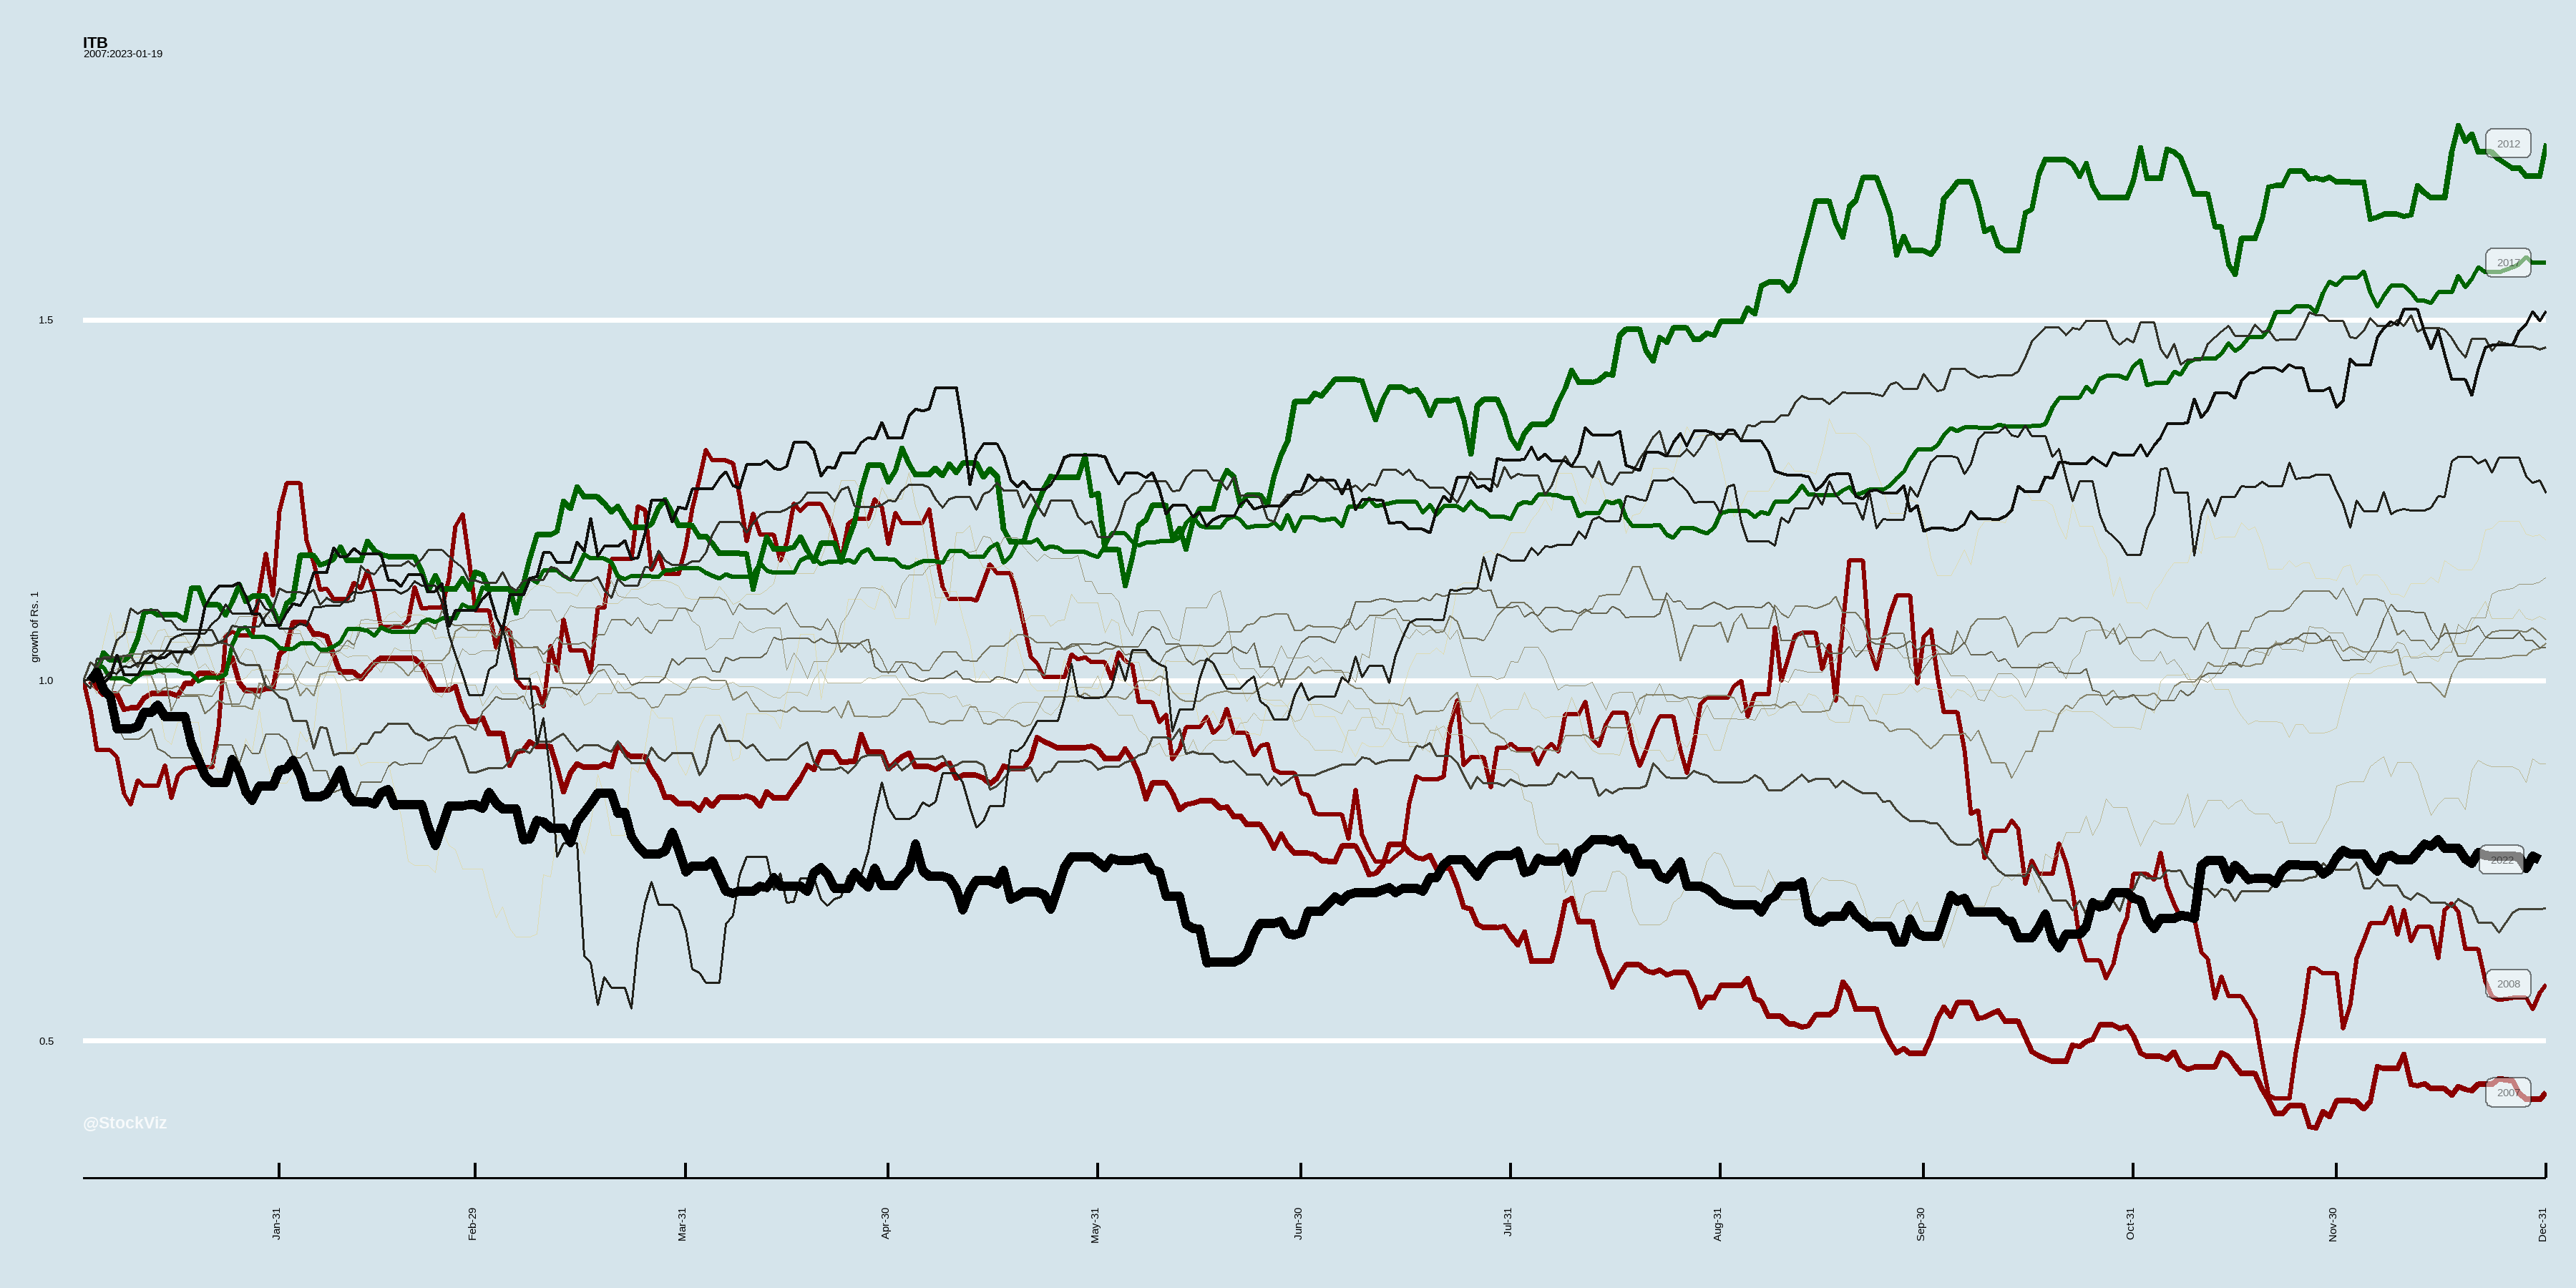 ITB
2007:2023-01-19
2012
2017
1.5
growth of Rs. 1
1.0
2022
2008
0.5
2007
@StockViz
Jan-31
Feb-29
Mar-31
Apr-30
May-31
Jun-30
Jul-31
Aug-31
Sep-30
Oct-31
Nov-30
Dec-31